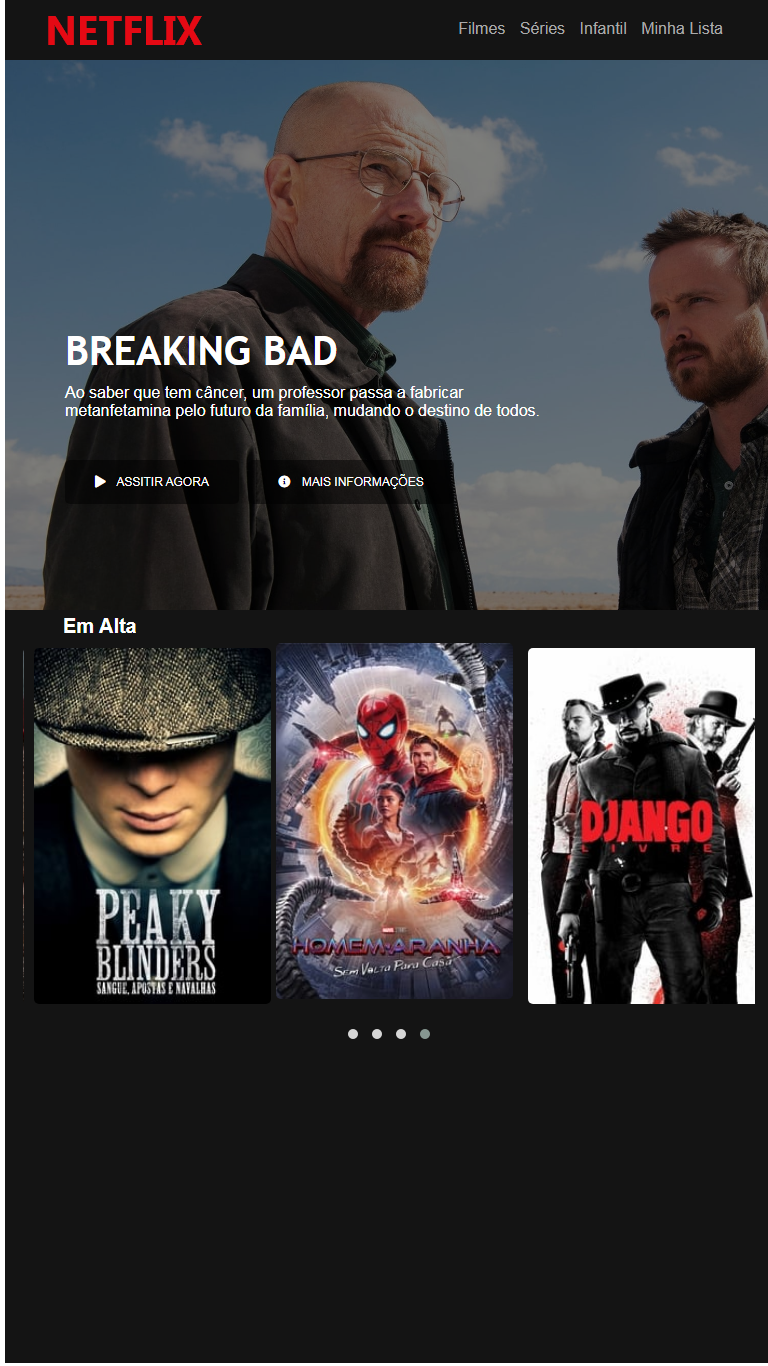 NETFLIX
Filmes Séries Infantil Minha Lista
BREAKING BAD
Ao saber que tem câncer, um professor passa a fabricar
metanfetamina pelo futuro da família, mudando o destino de todos.
ASSITIR AGORA MAIS INFORMAÇÕES
Em Alta
PEAKY
BLINDERS
SANGUE, APOSTAS E NAVALHAS
HOMEM-ARANHA
SEM VOLTA PARA CASA
DJANGO
LIVRE